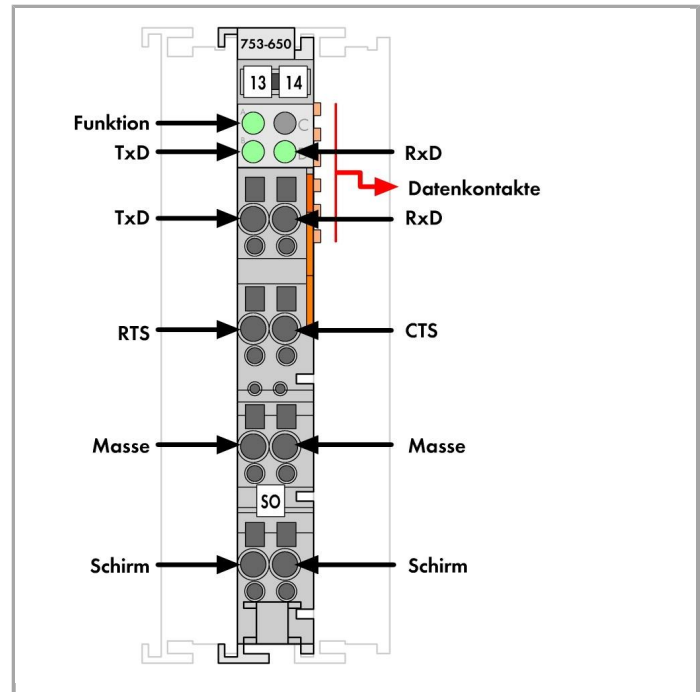 753-650
13 14
A
Funktion C
B
TxD D RxD
Datenkontakte
TxD RxD
RTS CTS
Masse Masse
SO
Schirm Schirm